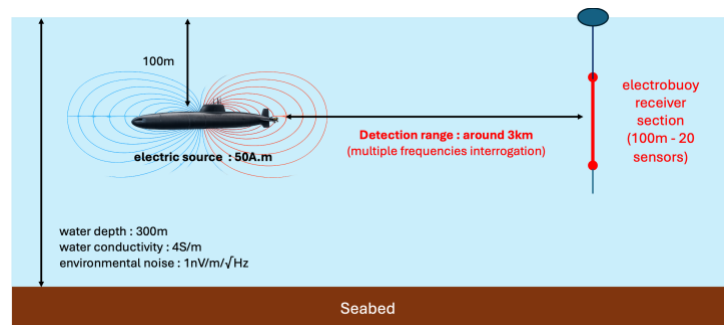 100m
electrobuoy
receiver
section
(100m - 20
sensors)
Detection range : around 3km
(multiple frequencies interrogation)
electric source : 50A.m
water depth : 300m
water conductivity : 4S/m
environmental noise : 1nV/m/√Hz
Seabed